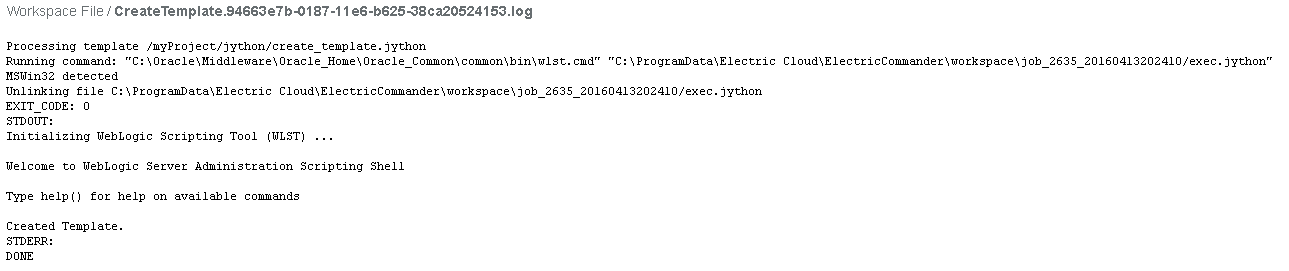 Workspace File / CreateTemplate.94663e7b-0187-11e6-b625-38ca20524153.log
Processing template /myProject/jython/create_template.jython
Running command: "C:\Oracle\Middleware\Oracle_Home\Oracle_Common\common\bin\wlst.cmd" "C:\ProgramData\Electric Cloud\ElectricCommander\workspace\job_2635_20160413202410/exec.jython"
MSWin32 detected
Unlinking file C:\ProgramData\Electric Cloud\ElectricCommander\workspace\job_2635_20160413202410/exec.jython
EXIT_CODE: 0
STDOUT:
Initializing WebLogic Scripting Tool (WLST) ...
Welcome to WebLogic Server Administration Scripting Shell
Type help() for help on available commands
Created Template.
STDERR:
DONE